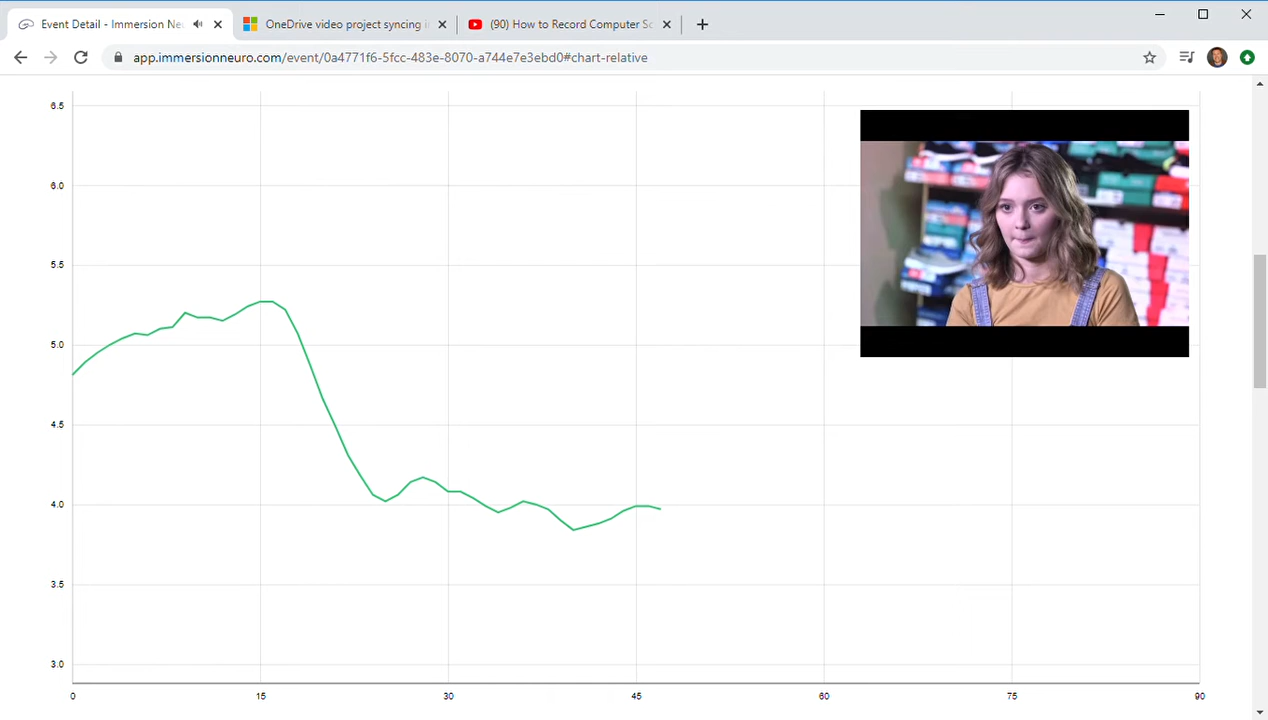 Event Detail - Immersion Ne
OneDrive video project syncing i
(90) How to Record Computer Sc
app.immersionneuro.com/event/0a4771f6-5fcc-483e-8070-a744e7e3ebd0#chart-relative
6.5
6.0
5.5
5.0
4.5
4.0
3.5
3.0
0 15 30 45 60 75 90